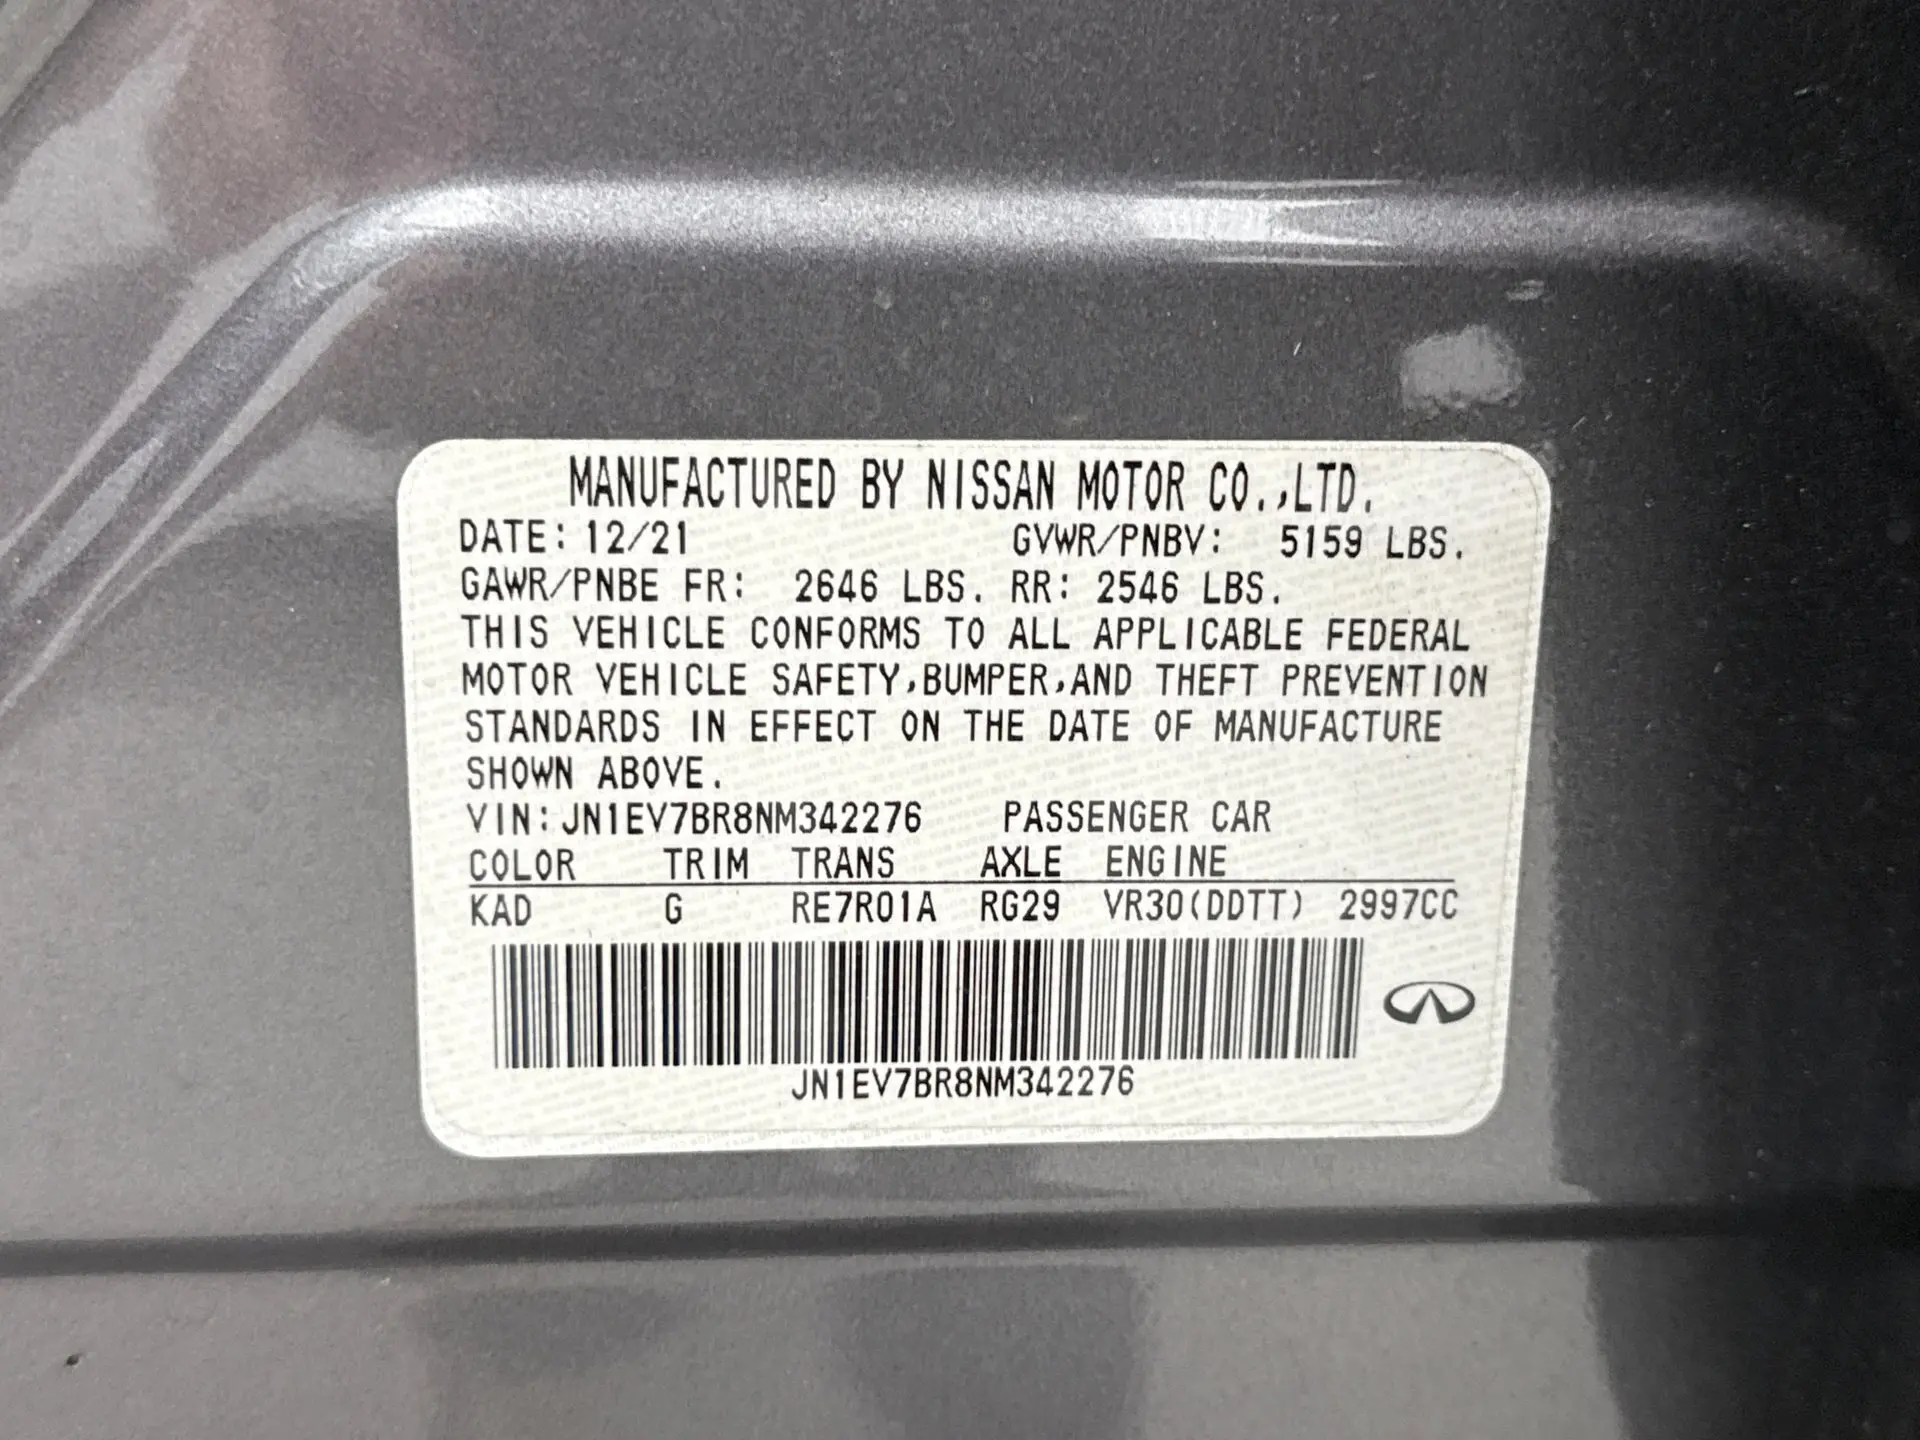 MANUFACTURED BY NISSAN MOTOR CO.,LTD.
DATE: 12/21 GVWR/PNBV: 5159 LBS.
GAWR/PNBE FR: 2646 LBS. RR: 2546 LBS.
THIS VEHICLE CONFORMS TO ALL APPLICABLE FEDERAL
MOTOR VEHICLE SAFETY,BUMPER,AND THEFT PREVENTION
STANDARDS IN EFFECT ON THE DATE OF MANUFACTURE
SHOWN ABOVE.
VIN:JN1EV7BR8NM342276 PASSENGER CAR
COLOR TRIM TRANS AXLE ENGINE
KAD G RE7R01A RG29 VR30(DDTT) 2997CC
JN1EV7BR8NM342276